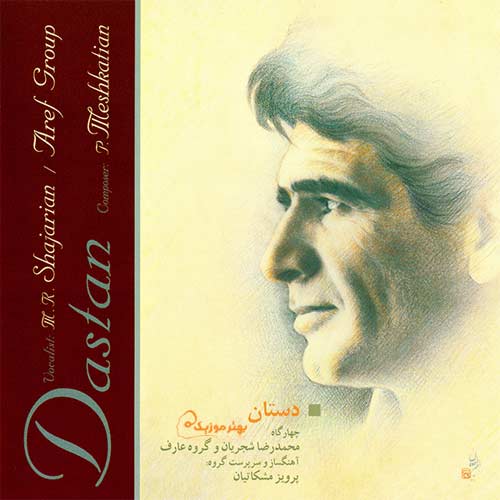 Dastan
Vocalist: M.R. Shajarian / Aref Group
Composer: P. Meshkatian
دستان
بهترموزیک
چهارگاه
محمدرضا شجریان و گروه عارف
آهنگساز و سرپرست گروه:
پرویز مشکاتیان